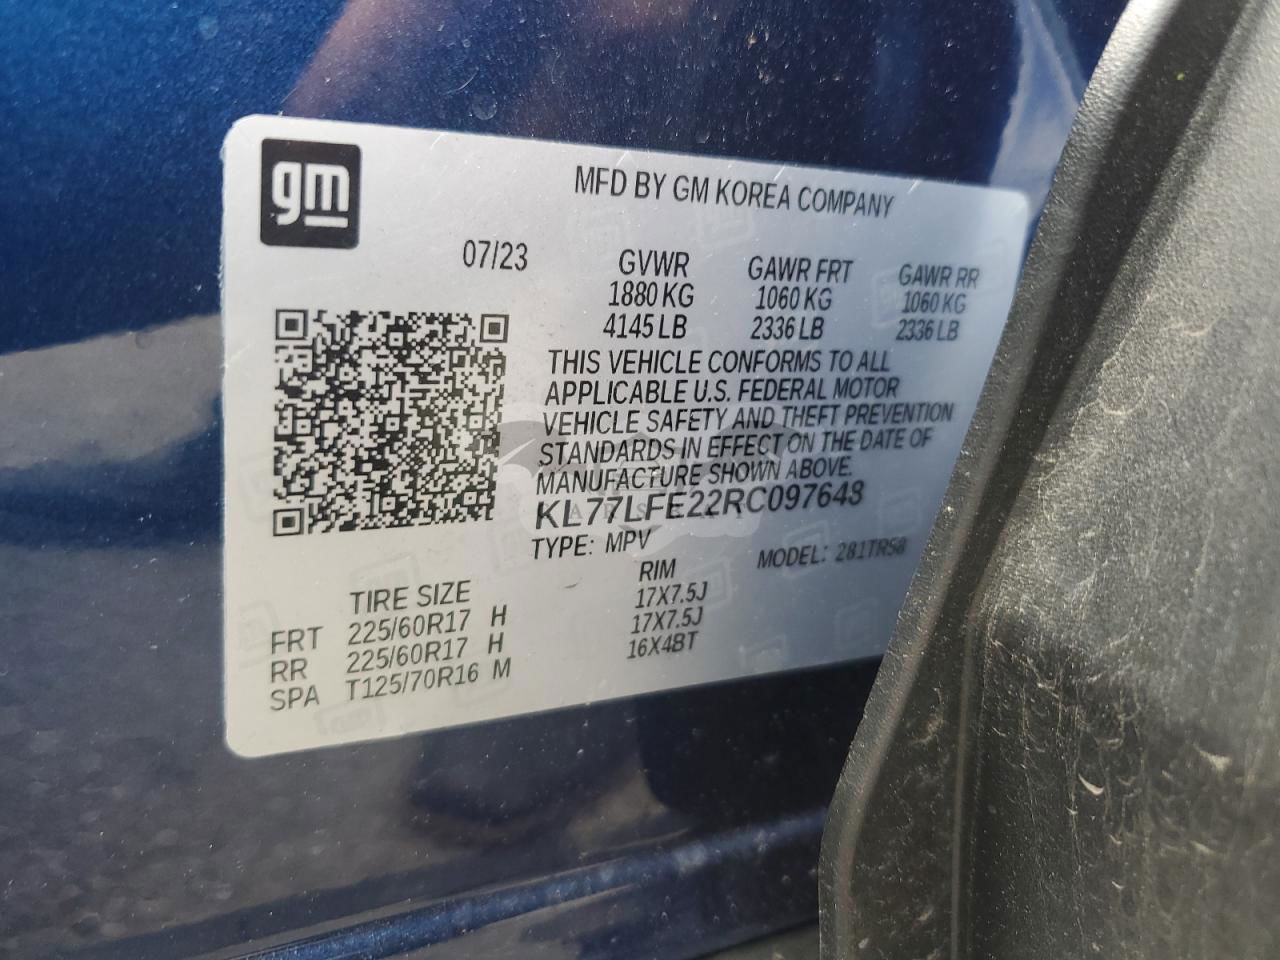 gm
MFD BY GM KOREA COMPANY
07/23
GVWR GAWR FRT GAWR RR
1880 KG 1060 KG 1060 KG
4145 LB 2336 LB 2336 LB
THIS VEHICLE CONFORMS TO ALL
APPLICABLE U.S. FEDERAL MOTOR
VEHICLE SAFETY AND THEFT PREVENTION
STANDARDS IN EFFECT ON THE DATE OF
MANUFACTURE SHOWN ABOVE.
KL77LFE22RC097648
TYPE: MPV MODEL: 281TR58
TIRE SIZE RIM
FRT 225/60R17 H 17X7.5J
RR 225/60R17 H 17X7.5J
SPA T125/70R16 M 16X4BT